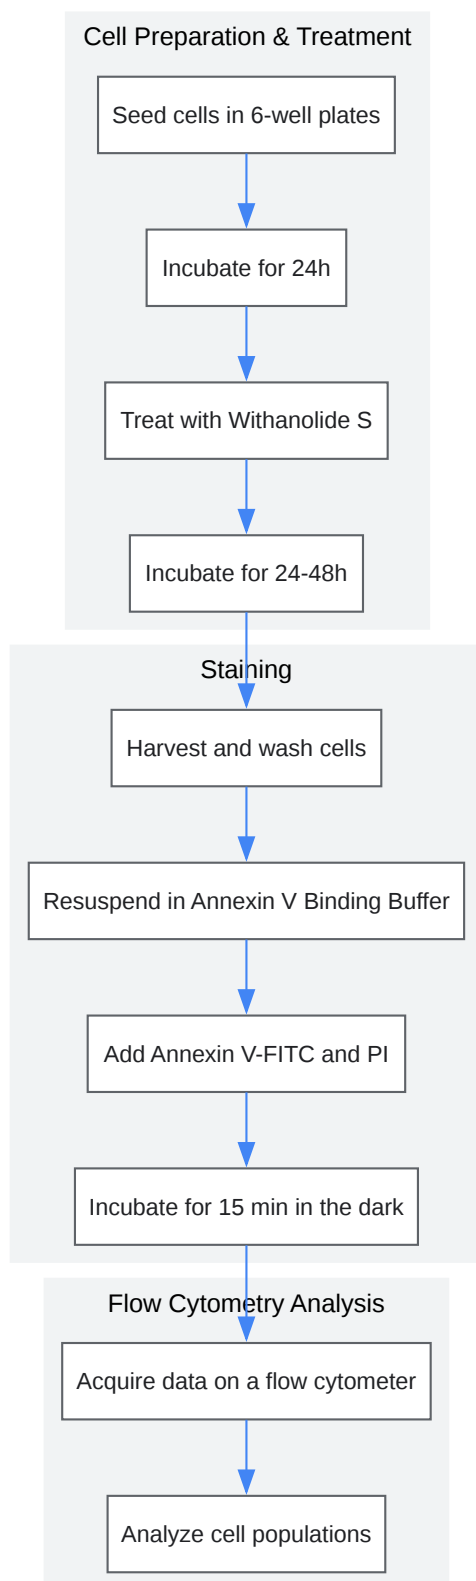 Cell Preparation & Treatment
Seed cells in 6-well plates
Incubate for 24h
Treat with Withanolide S
Incubate for 24-48h
Staining
Harvest and wash cells
Resuspend in Annexin V Binding Buffer
Add Annexin V-FITC and PI
Incubate for 15 min in the dark
Flow Cytometry Analysis
Acquire data on a flow cytometer
Analyze cell populations